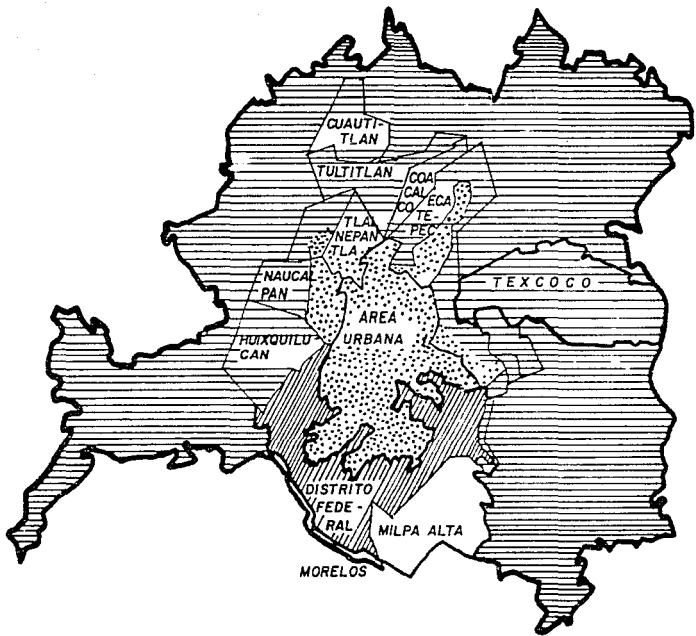 CUAUTI-
TLAN
TULTITLAN
COA
CAL
CO
ECA
TE-
PEC
TLAL
NEPAN
TLA
NAUCAL
PAN
TEXCOCO
AREA
URBANA
HUIXQUILU
CAN
DISTRITO
FEDE-
RAL
MILPA ALTA
MORELOS